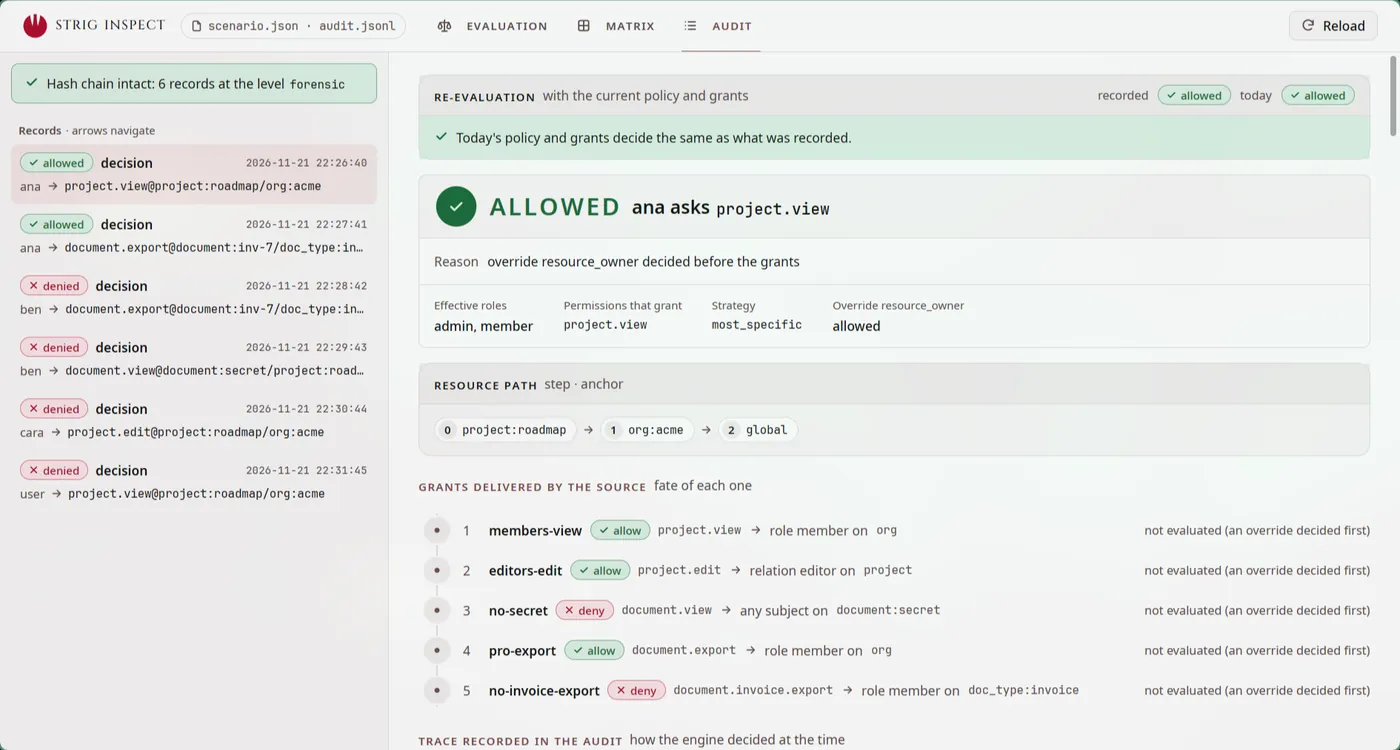 STRIG INSPECT
scenario.json · audit.jsonl
EVALUATION
MATRIX
AUDIT
Reload
Hash chain intact: 6 records at the level forensic
Records · arrows navigate
allowed decision 2026-11-21 22:26:40
ana → project.view@project:roadmap/org:acme
allowed decision 2026-11-21 22:27:41
ana → document.export@document:inv-7/doc_type:in…
denied decision 2026-11-21 22:28:42
ben → document.export@document:inv-7/doc_type:in…
denied decision 2026-11-21 22:29:43
ben → document.view@document:secret/project:road…
denied decision 2026-11-21 22:30:44
cara → project.edit@project:roadmap/org:acme
denied decision 2026-11-21 22:31:45
user → project.view@project:roadmap/org:acme
RE-EVALUATION with the current policy and grants recorded allowed today allowed
Today's policy and grants decide the same as what was recorded.
ALLOWED ana asks project.view
Reason override resource_owner decided before the grants
Effective roles Permissions that grant Strategy Override resource_owner
admin, member project.view most_specific allowed
RESOURCE PATH step · anchor
0 project:roadmap → 1 org:acme → 2 global
GRANTS DELIVERED BY THE SOURCE fate of each one
1 members-view allow project.view → role member on org not evaluated (an override decided first)
2 editors-edit allow project.edit → relation editor on project not evaluated (an override decided first)
3 no-secret deny document.view → any subject on document:secret not evaluated (an override decided first)
4 pro-export allow document.export → role member on org not evaluated (an override decided first)
5 no-invoice-export deny document.invoice.export → role member on doc_type:invoice not evaluated (an override decided first)
TRACE RECORDED IN THE AUDIT how the engine decided at the time